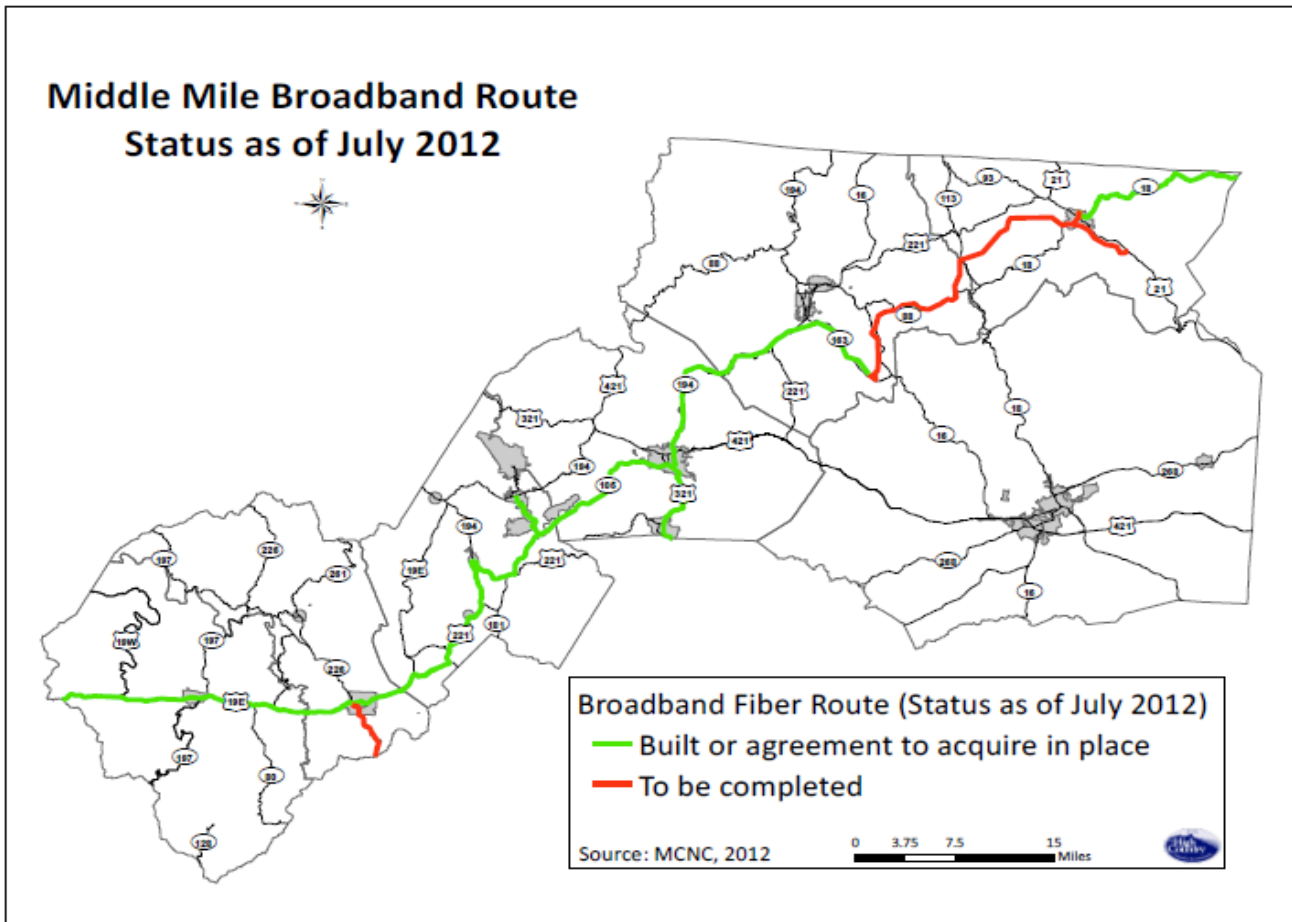 Middle Mile Broadband Route
Status as of July 2012
194
16
93
21
113
18
221
88
18
21
88
163
421
194
221
16
18
321
194
421
268
105
321
421
194
221
268
16
226
197
19E
261
181
221
19W
197
226
19E
197
80
128
Broadband Fiber Route (Status as of July 2012)
Built or agreement to acquire in place
To be completed
Source: MCNC, 2012
0 3.75 7.5 15
Miles
High
Country